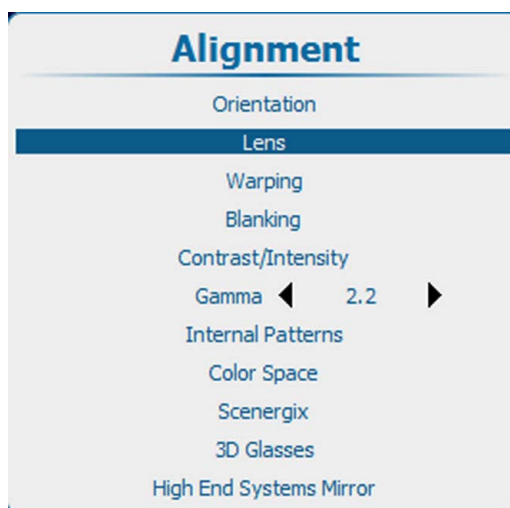 Alignment
Orientation
Lens
Warping
Blanking
Contrast/Intensity
Gamma 2.2
Internal Patterns
Color Space
Scenergix
3D Glasses
High End Systems Mirror